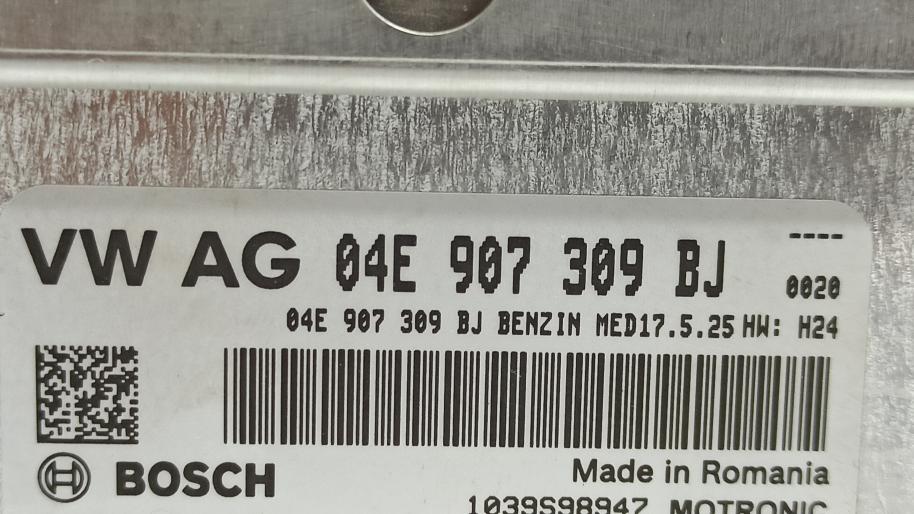 VW AG 04E 907 309 BJ ----
0020
04E 907 309 BJ BENZIN MED17.5.25 HW: H24
BOSCH Made in Romania
1039S98947 MOTRONIC